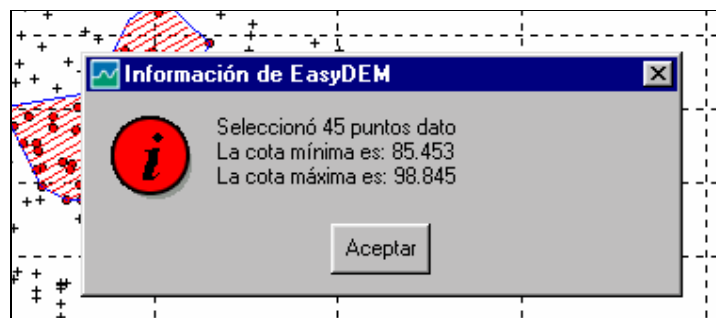 Información de EasyDEM
Seleccionó 45 puntos dato
La cota mínima es: 85.453
La cota máxima es: 98.845
Aceptar